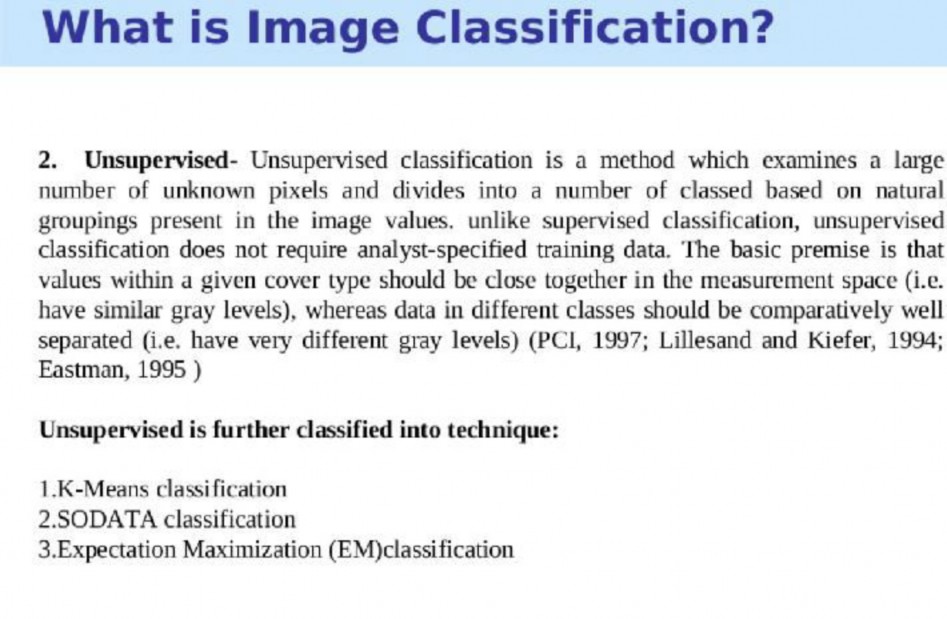 What is Image Classification?
2. Unsupervised- Unsupervised classification is a method which examines a large
number of unknown pixels and divides into a number of classed based on natural
groupings present in the image values. unlike supervised classification, unsupervised
classification does not require analyst-specified training data. The basic premise is that
values within a given cover type should be close together in the measurement space (i.e.
have similar gray levels), whereas data in different classes should be comparatively well
separated (i.e. have very different gray levels) (PCI, 1997; Lillesand and Kiefer, 1994;
Eastman, 1995 )
Unsupervised is further classified into technique:
1.K-Means classification
2.SODATA classification
3.Expectation Maximization (EM)classification